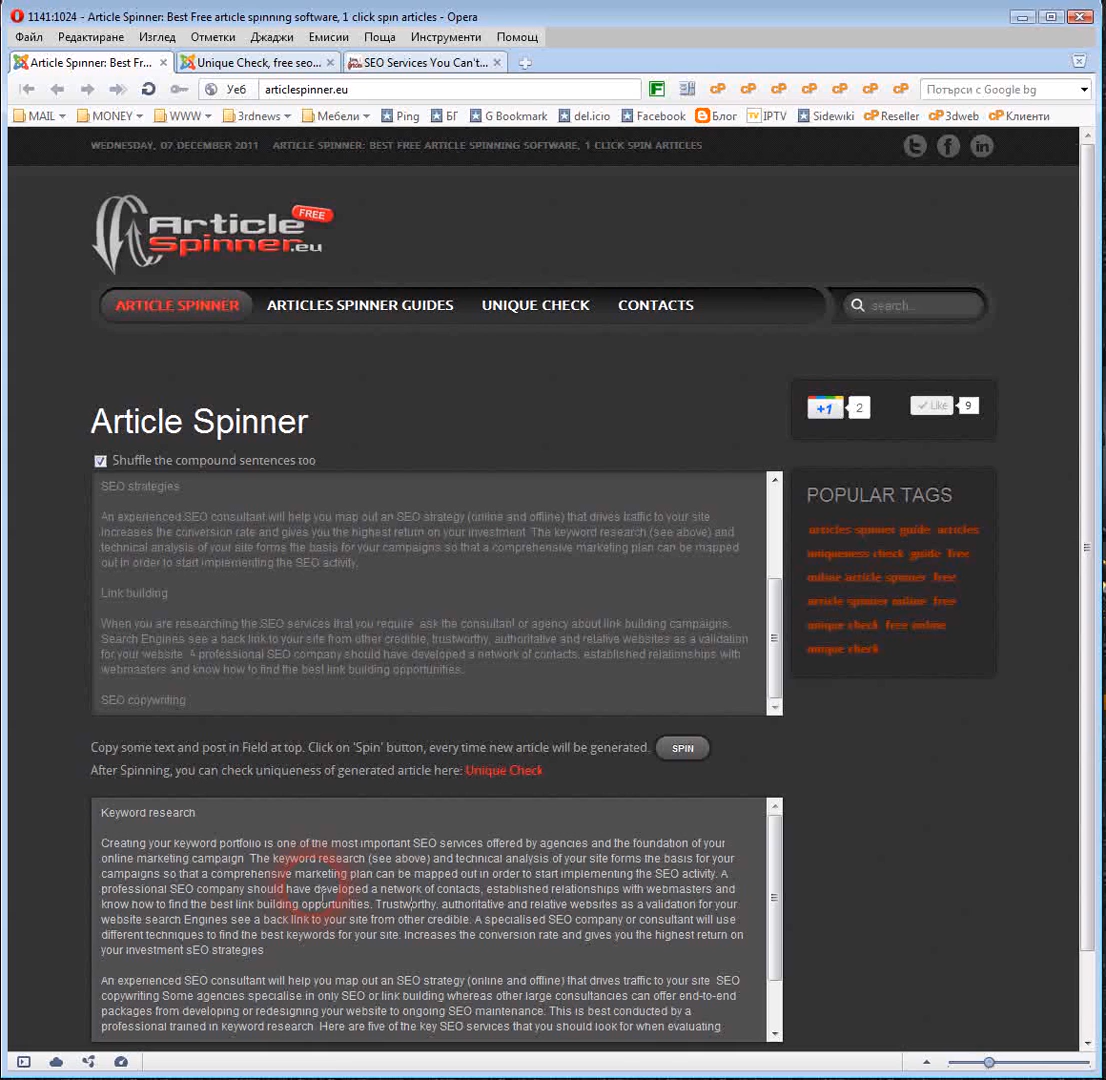 1141:1024 - Article Spinner: Best Free article spinning software, 1 click spin articles - Opera
Файл Редактиране Изглед Отметки Джаджи Емисии Поща Инструменти Помощ
Article Spinner: Best Fr... Unique Check, free seo... SEO Services You Can't...
Уеб articlespinner.eu Потърси с Google bg
MAIL MONEY WWW 3rdnews Мебели Ping БГ G Bookmark del.icio Facebook Блог IPTV Sidewiki Reseller 3dweb Клиенти
WEDNESDAY, 07 DECEMBER 2011 ARTICLE SPINNER: BEST FREE ARTICLE SPINNING SOFTWARE, 1 CLICK SPIN ARTICLES
Article FREE
Spinner.eu
ARTICLE SPINNER ARTICLES SPINNER GUIDES UNIQUE CHECK CONTACTS search...
+1 2 Like 9
Article Spinner
Shuffle the compound sentences too
SEO strategies
An experienced SEO consultant will help you map out an SEO strategy (online and offline) that drives traffic to your site
increases the conversion rate and gives you the highest return on your investment. The keyword research (see above) and
technical analysis of your site forms the basis for your campaigns so that a comprehensive marketing plan can be mapped
out in order to start implementing the SEO activity.
Link building
When you are researching the SEO services that you require, ask the consultant or agency about link building campaigns.
Search Engines see a back link to your site from other credible, trustworthy, authoritative and relative websites as a validation
for your website. A professional SEO company should have developed a network of contacts, established relationships with
webmasters and know how to find the best link building opportunities.
SEO copywriting
POPULAR TAGS
articles spinner guide articles
uniqueness check guide free
online article spinner free
article spinner online free
unique check free online
unique check
Copy some text and post in Field at top. Click on 'Spin' button, every time new article will be generated. SPIN
After Spinning, you can check uniqueness of generated article here: Unique Check
Keyword research
Creating your keyword portfolio is one of the most important SEO services offered by agencies and the foundation of your
online marketing campaign. The keyword research (see above) and technical analysis of your site forms the basis for your
campaigns so that a comprehensive marketing plan can be mapped out in order to start implementing the SEO activity. A
professional SEO company should have developed a network of contacts, established relationships with webmasters and
know how to find the best link building opportunities. Trustworthy, authoritative and relative websites as a validation for your
website search Engines see a back link to your site from other credible. A specialised SEO company or consultant will use
different techniques to find the best keywords for your site. Increases the conversion rate and gives you the highest return on
your investment sEO strategies
An experienced SEO consultant will help you map out an SEO strategy (online and offline) that drives traffic to your site SEO
copywriting Some agencies specialise in only SEO or link building whereas other large consultancies can offer end-to-end
packages from developing or redesigning your website to ongoing SEO maintenance. This is best conducted by a
professional trained in keyword research. Here are five of the key SEO services that you should look for when evaluating